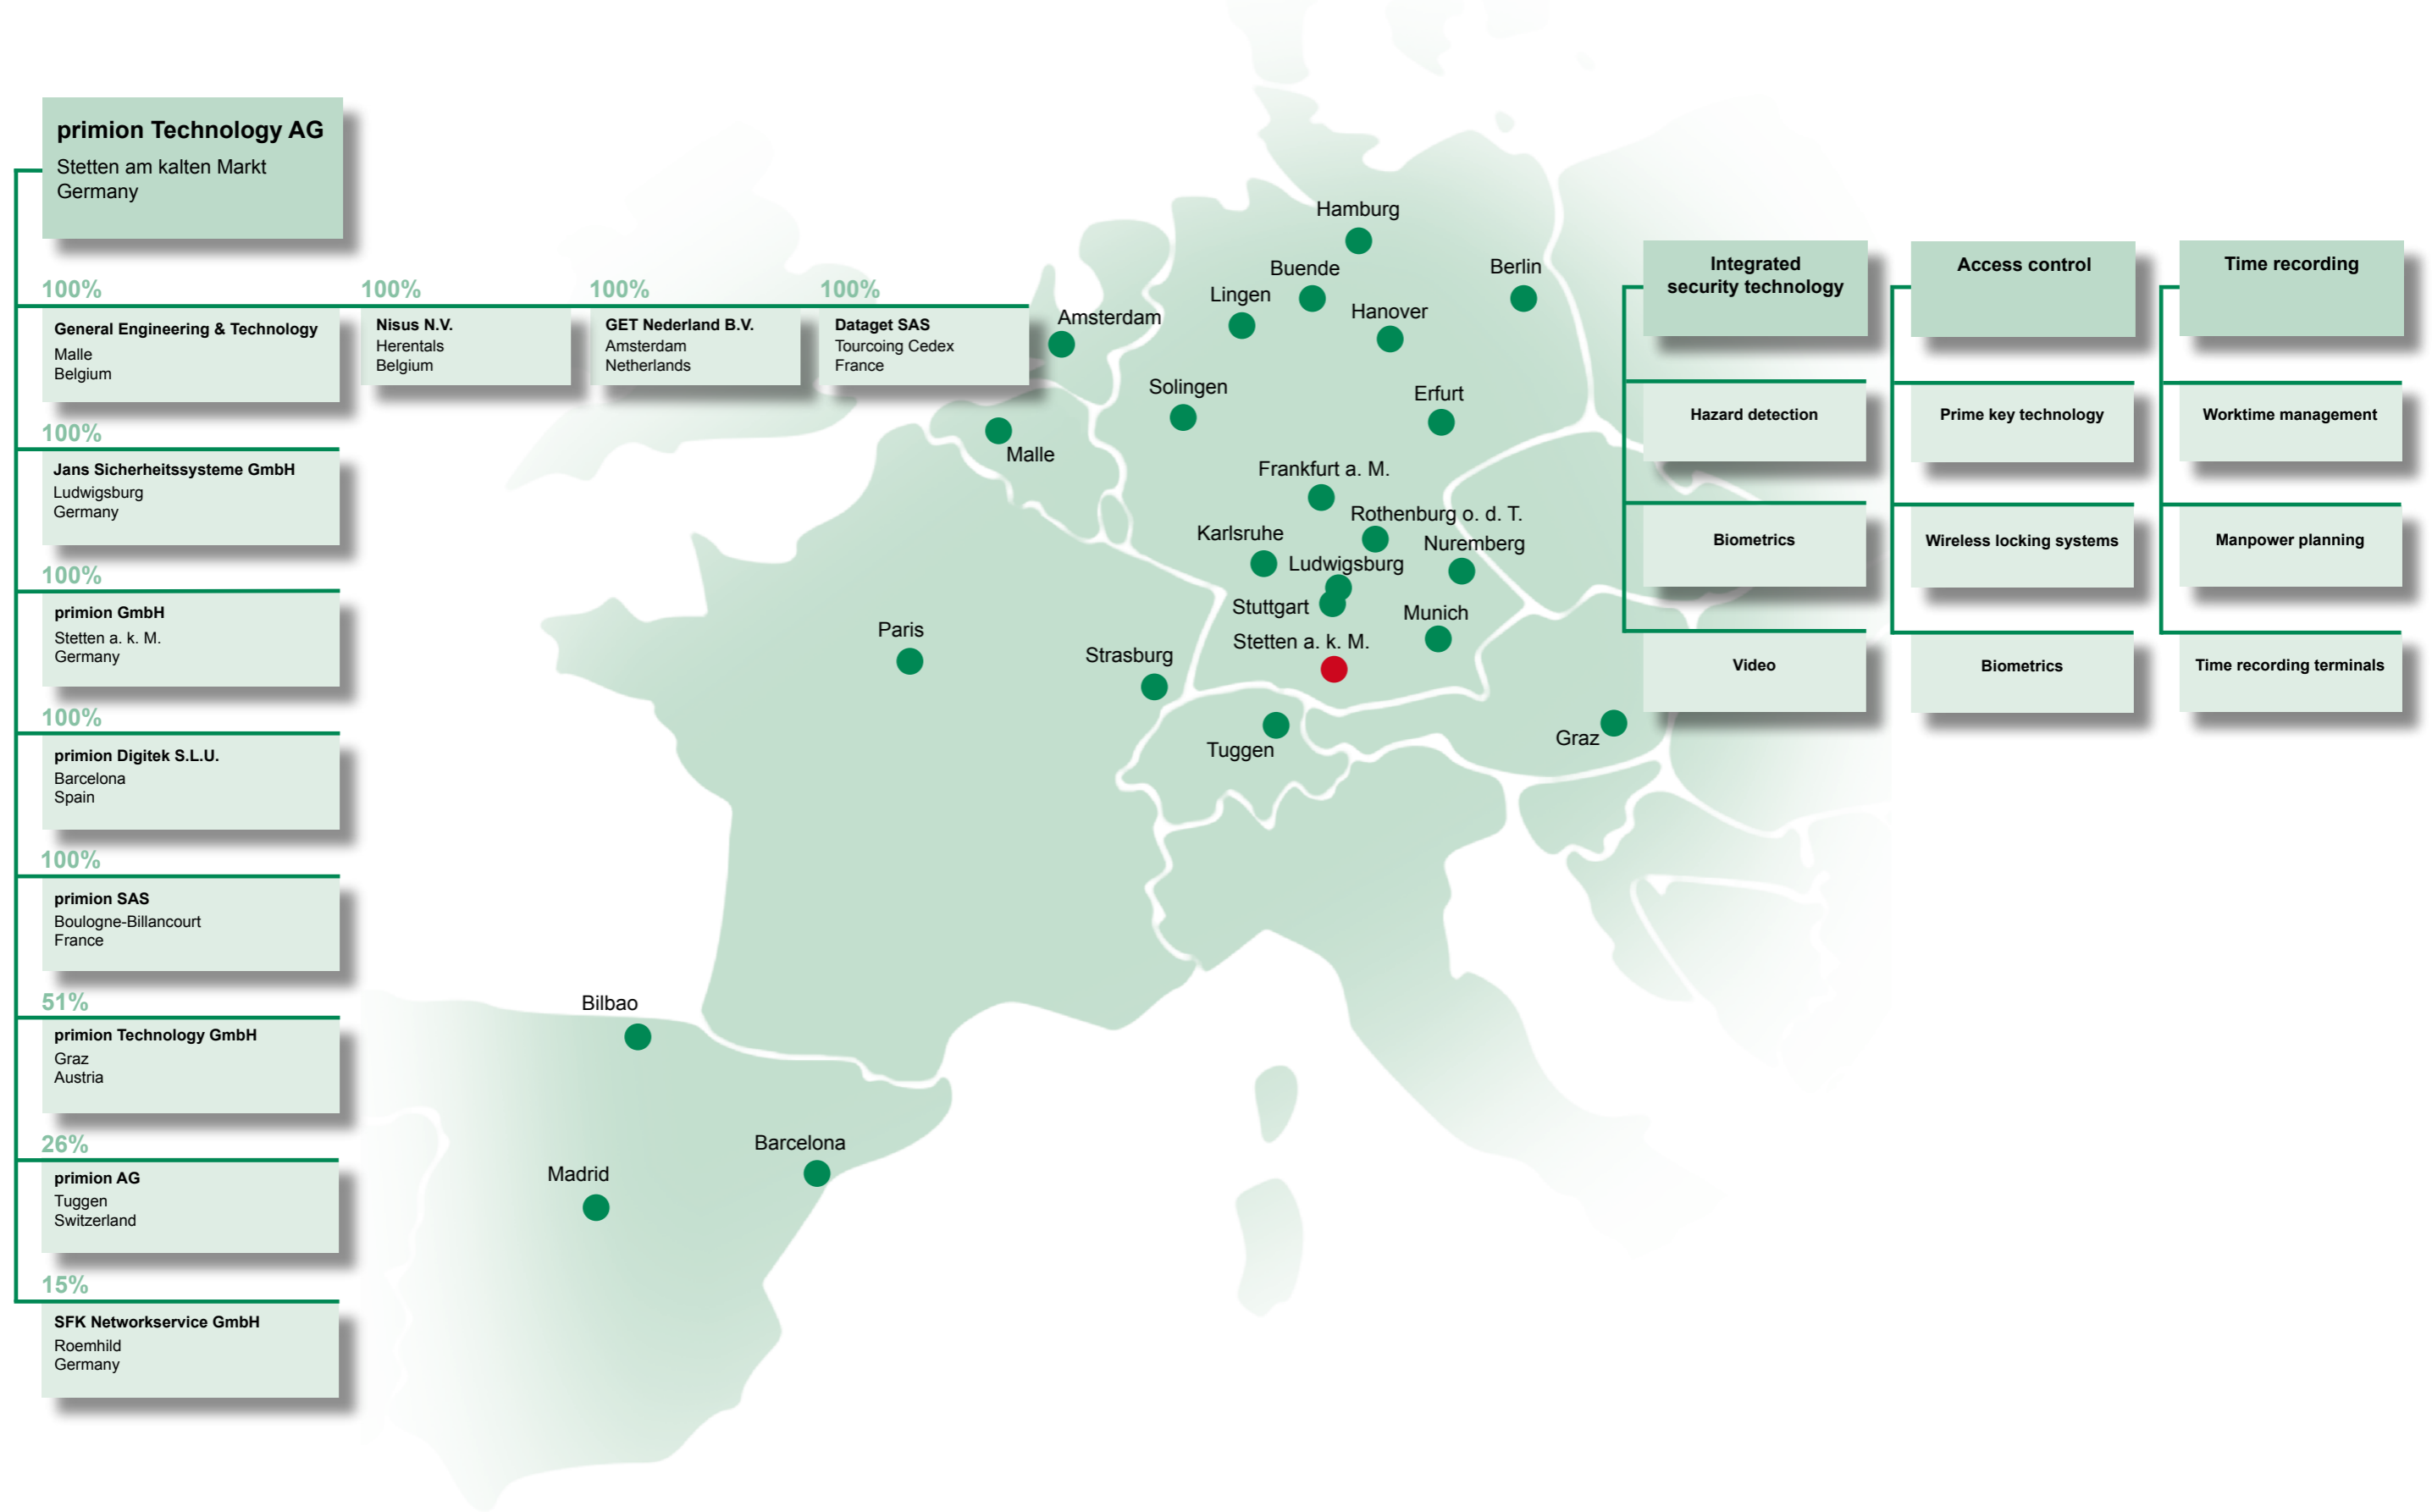 primion Technology AG
Stetten am kalten Markt
Germany
100%
General Engineering & Technology
Malle
Belgium
100%
Nisus N.V.
Herentals
Belgium
100%
GET Nederland B.V.
Amsterdam
Netherlands
100%
Dataget SAS
Tourcoing Cedex
France
100%
Jans Sicherheitssysteme GmbH
Ludwigsburg
Germany
100%
primion GmbH
Stetten a. k. M.
Germany
100%
primion Digitek S.L.U.
Barcelona
Spain
100%
primion SAS
Boulogne-Billancourt
France
51%
primion Technology GmbH
Graz
Austria
26%
primion AG
Tuggen
Switzerland
15%
SFK Networkservice GmbH
Roemhild
Germany
Hamburg
Buende
Berlin
Lingen
Hanover
Amsterdam
Solingen
Erfurt
Malle
Frankfurt a. M.
Rothenburg o. d. T.
Karlsruhe
Nuremberg
Ludwigsburg
Stuttgart
Munich
Paris
Stetten a. k. M.
Strasburg
Tuggen
Graz
Bilbao
Barcelona
Madrid
Integrated
security technology
Hazard detection
Biometrics
Video
Access control
Prime key technology
Wireless locking systems
Biometrics
Time recording
Worktime management
Manpower planning
Time recording terminals